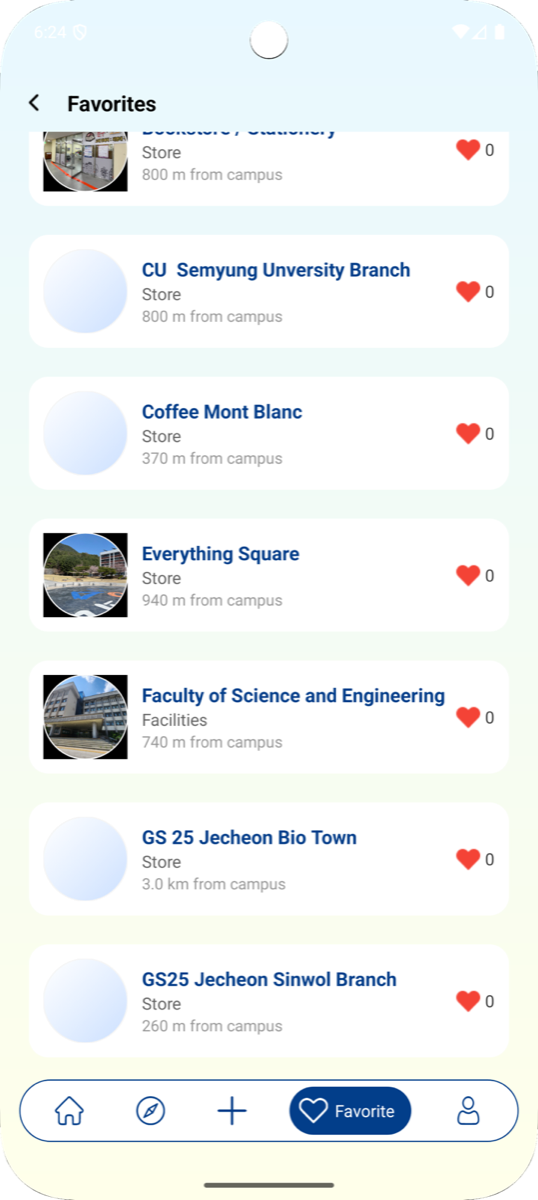 6:24
Favorites
Bookstore / Stationery
Store
0
800 m from campus
CU  Semyung Unversity Branch
Store
0
800 m from campus
Coffee Mont Blanc
Store
0
370 m from campus
Everything Square
Store
0
940 m from campus
Faculty of Science and Engineering
Facilities
0
740 m from campus
GS 25 Jecheon Bio Town
Store
0
3.0 km from campus
GS25 Jecheon Sinwol Branch
Store
0
260 m from campus
Favorite